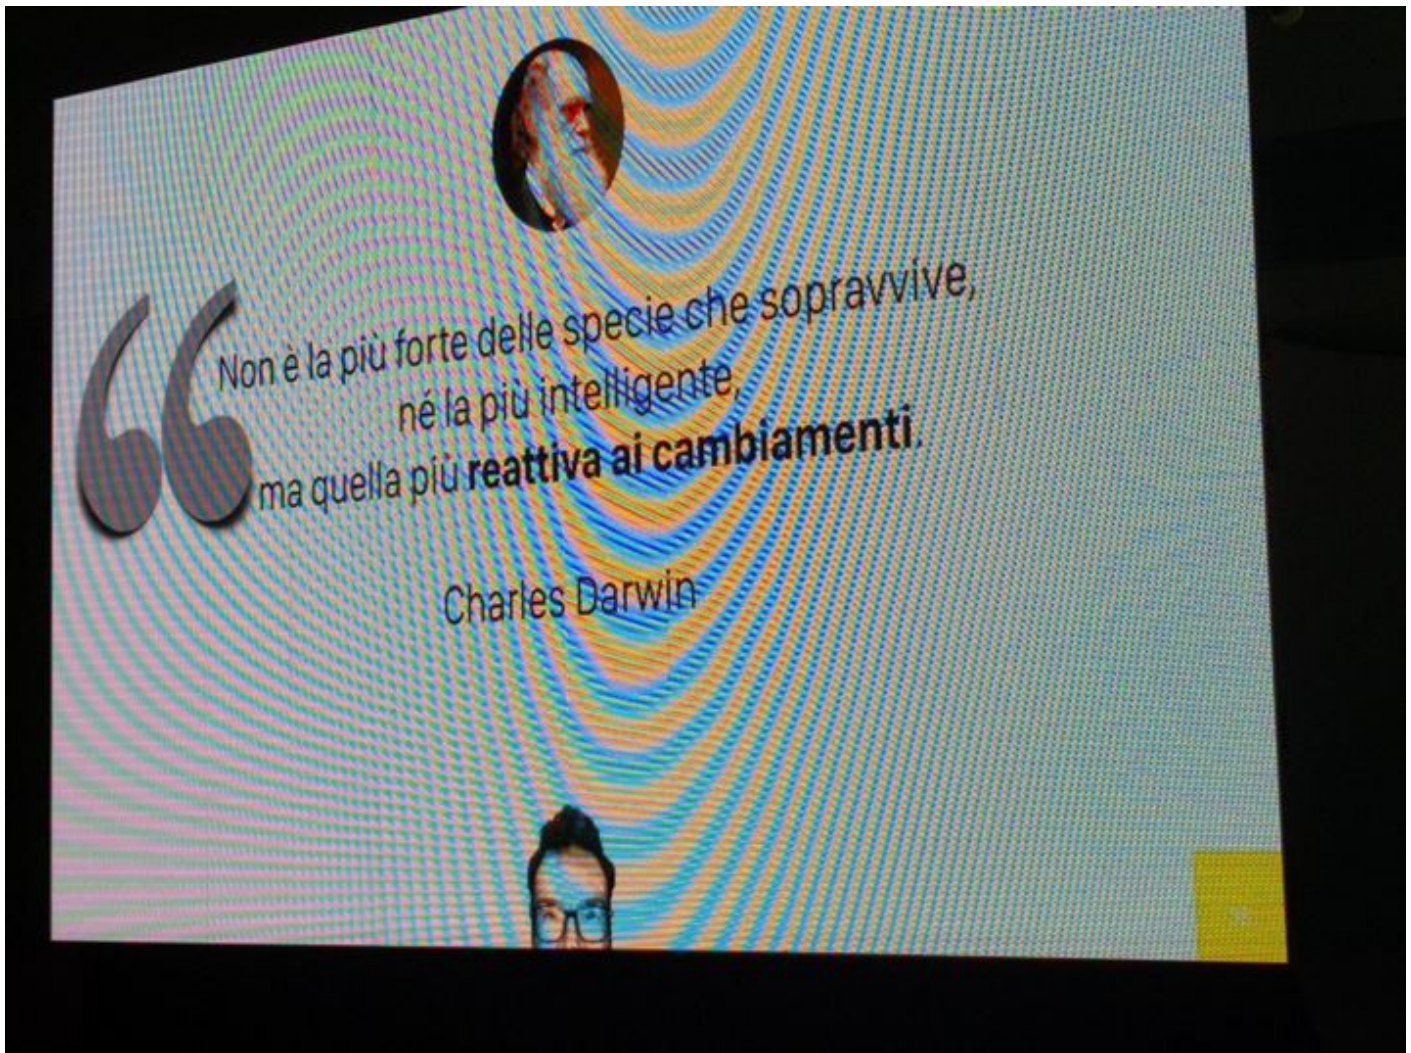 Non è la più forte delle specie che sopravvive,
né la più intelligente,
ma quella più reattiva ai cambiamenti.
Charles Darwin